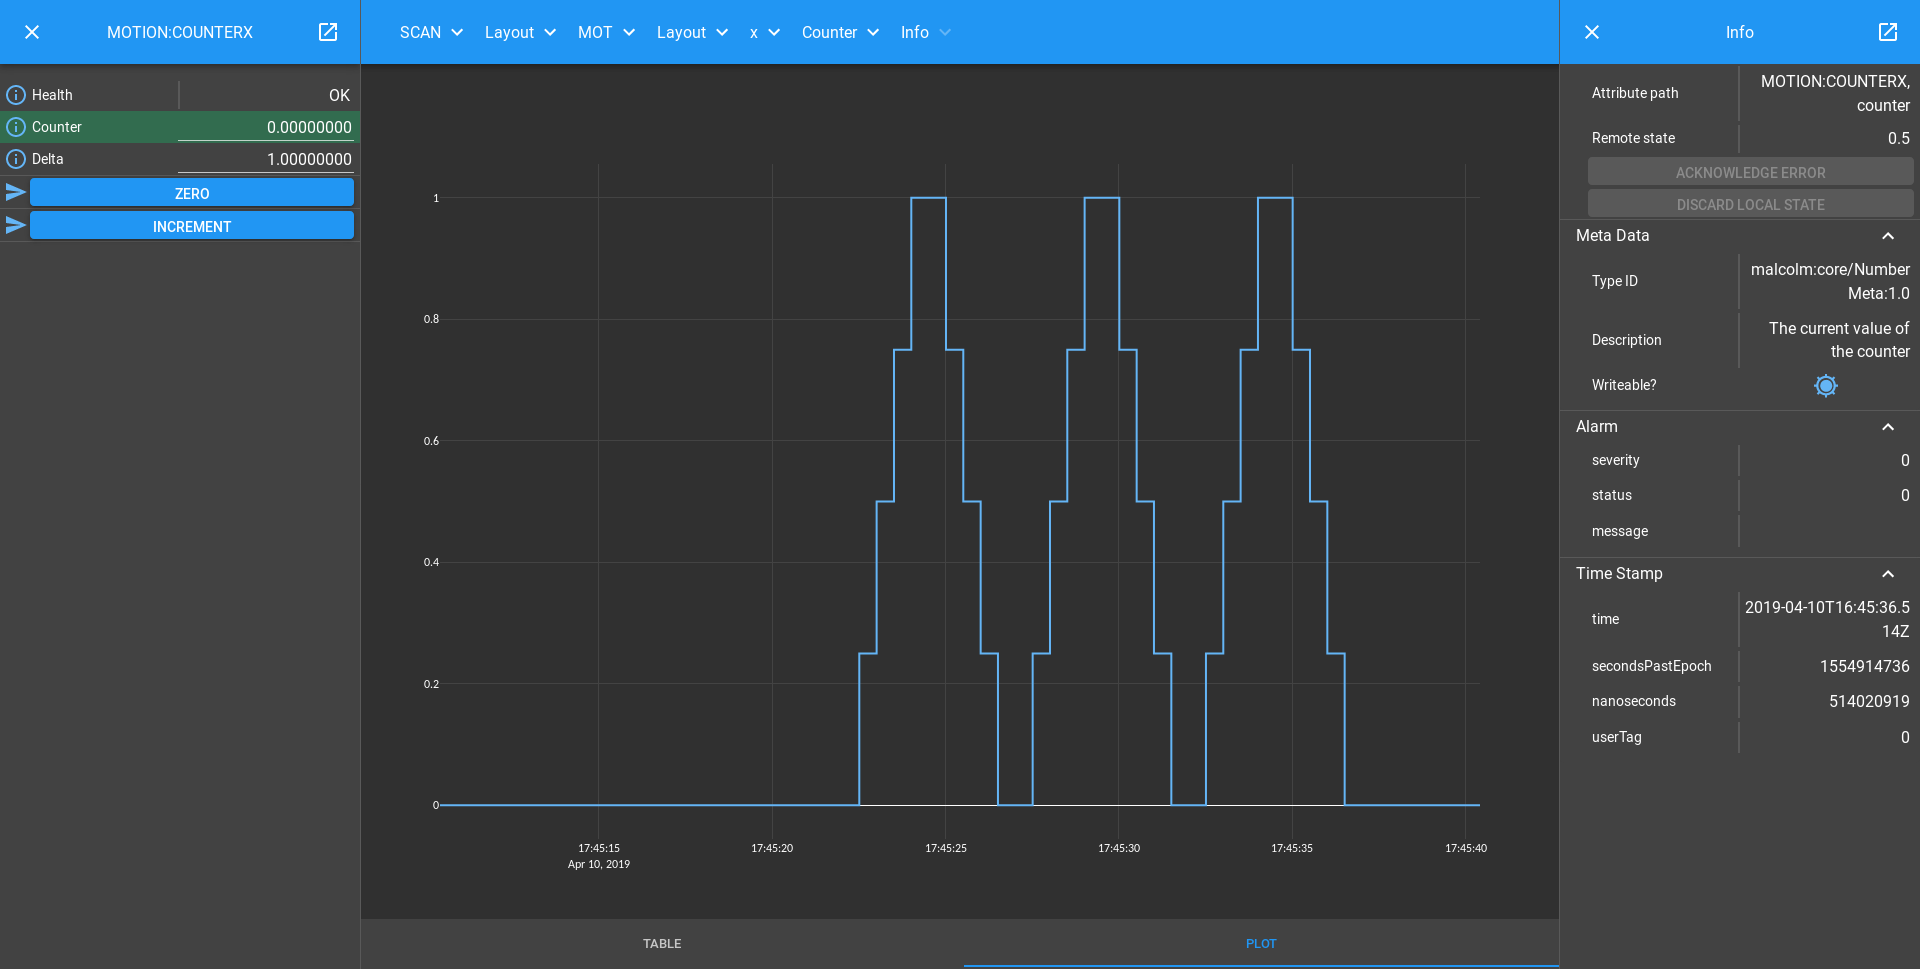 MOTION:COUNTERX
Health OK
Counter 0.00000000
Delta 1.00000000
ZERO
INCREMENT
SCAN Layout MOT Layout x Counter Info
1
0.8
0.6
0.4
0.2
0
17:45:15 17:45:20 17:45:25 17:45:30 17:45:35 17:45:40
Apr 10, 2019
TABLE PLOT
Info
Attribute path MOTION:COUNTERX,
counter
Remote state 0.5
ACKNOWLEDGE ERROR
DISCARD LOCAL STATE
Meta Data
Type ID malcolm:core/Number
Meta:1.0
Description The current value of
the counter
Writeable?
Alarm
severity 0
status 0
message
Time Stamp
time 2019-04-10T16:45:36.5
14Z
secondsPastEpoch 1554914736
nanoseconds 514020919
userTag 0